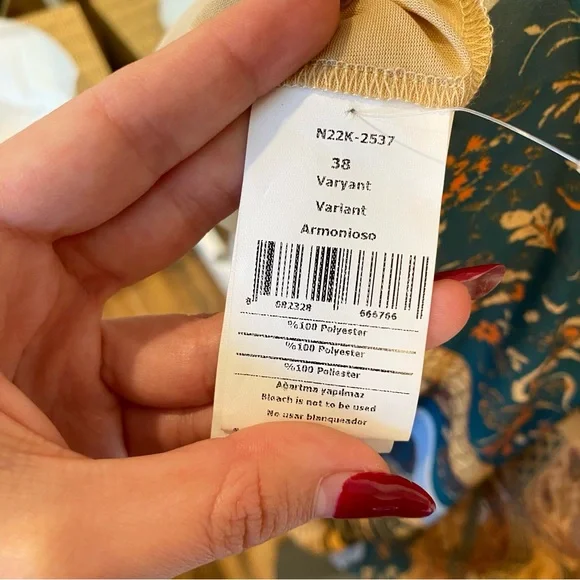 N22K-2537
38
Varyant
Variant
Armonioso
8 682328 666766
%100 Polyester
%100 Polyester
%100 Poliester
Ağartma yapılmaz
Bleach is not to be used
No usar blanqueador